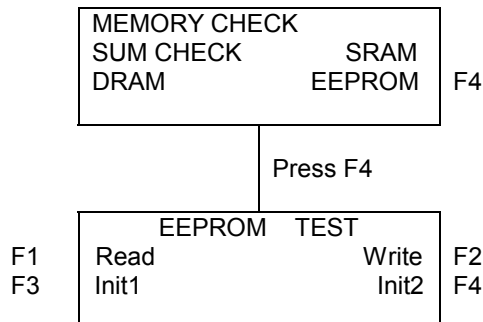 MEMORY CHECK
SUM CHECK SRAM
DRAM EEPROM F4
Press F4
EEPROM TEST
F1 Read Write F2
F3 Init1 Init2 F4